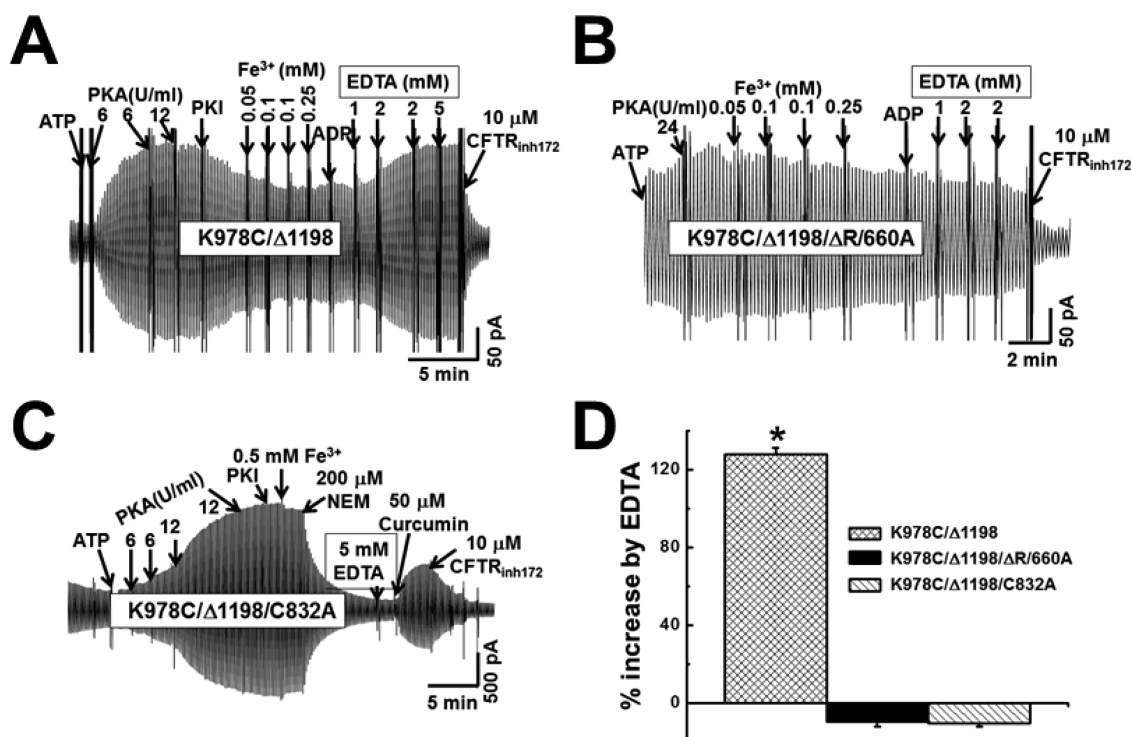 A
Fe³⁺ (mM)
EDTA (mM)
PKA(U/ml)
ATP
6
6
12
PKI
0.05
0.1
0.1
0.25
ADP
1
2
2
5
10 μM
CFTRinh172
K978C/Δ1198
50 pA
5 min
B
Fe³⁺ (mM)
EDTA (mM)
PKA(U/ml)
24
0.05
0.1
0.1
0.25
ATP
ADP
1
2
2
10 μM
CFTRinh172
K978C/Δ1198/ΔR/660A
50 pA
2 min
C
0.5 mM Fe³⁺
PKI
200 μM
NEM
PKA(U/ml)
ATP
6
6
12
12
50 μM
Curcumin
5 mM
EDTA
10 μM
CFTRinh172
K978C/Δ1198/C832A
500 pA
5 min
D
% increase by EDTA
120
80
40
0
*
K978C/Δ1198
K978C/Δ1198/ΔR/660A
K978C/Δ1198/C832A